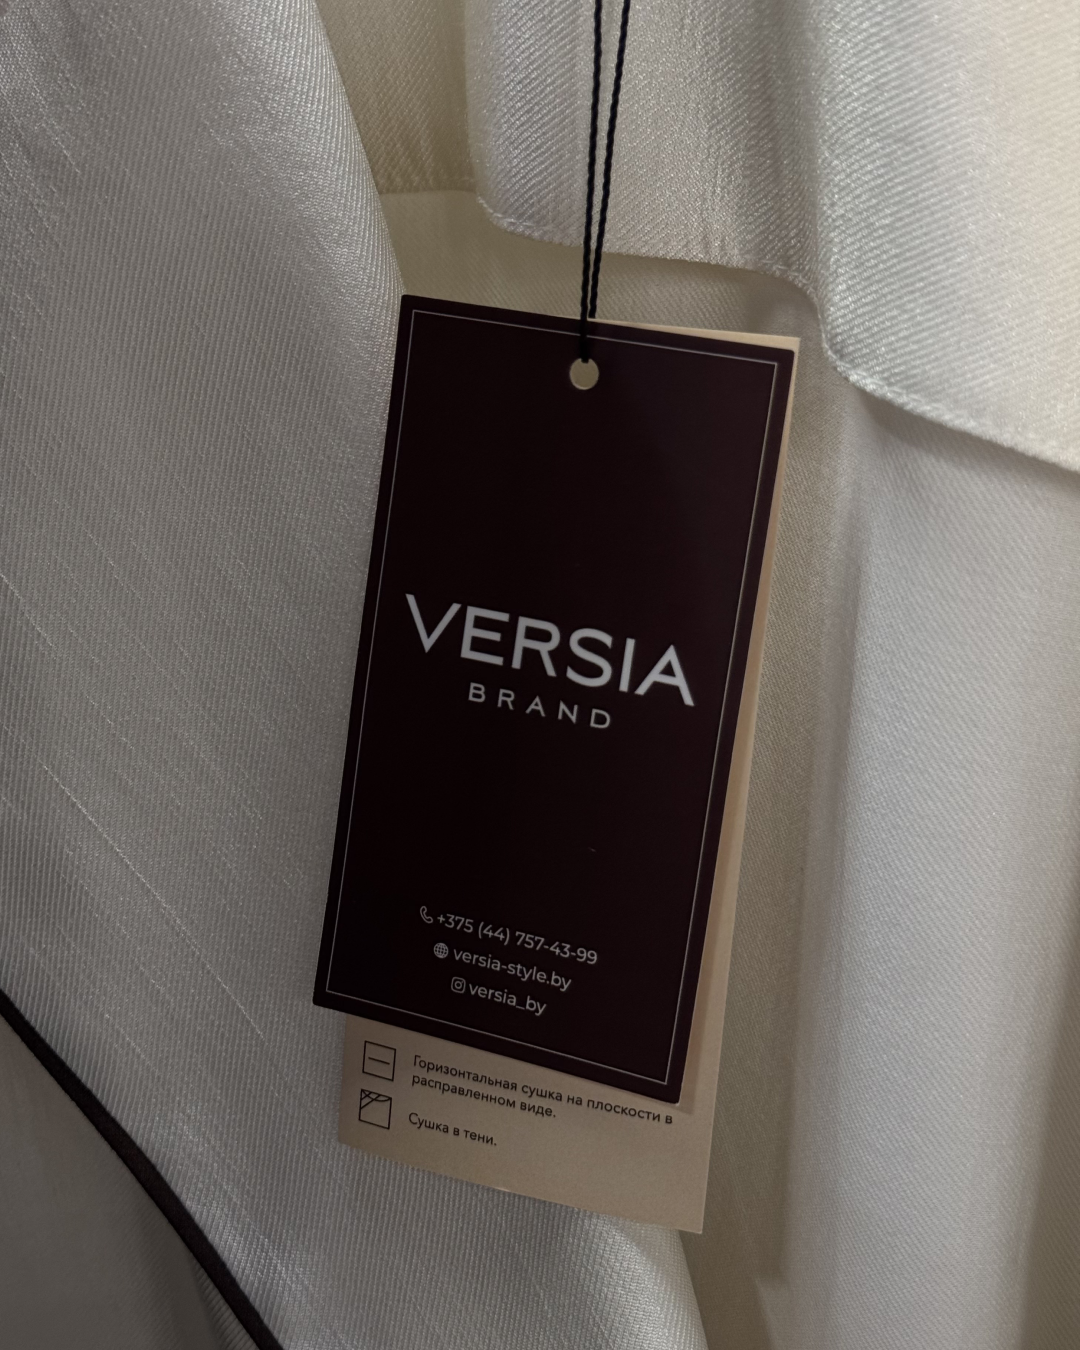 VERSIA
BRAND
+375 (44) 757-43-99
versia-style.by
versia_by
Горизонтальная сушка на плоскости в
расправленном виде.
Сушка в тени.